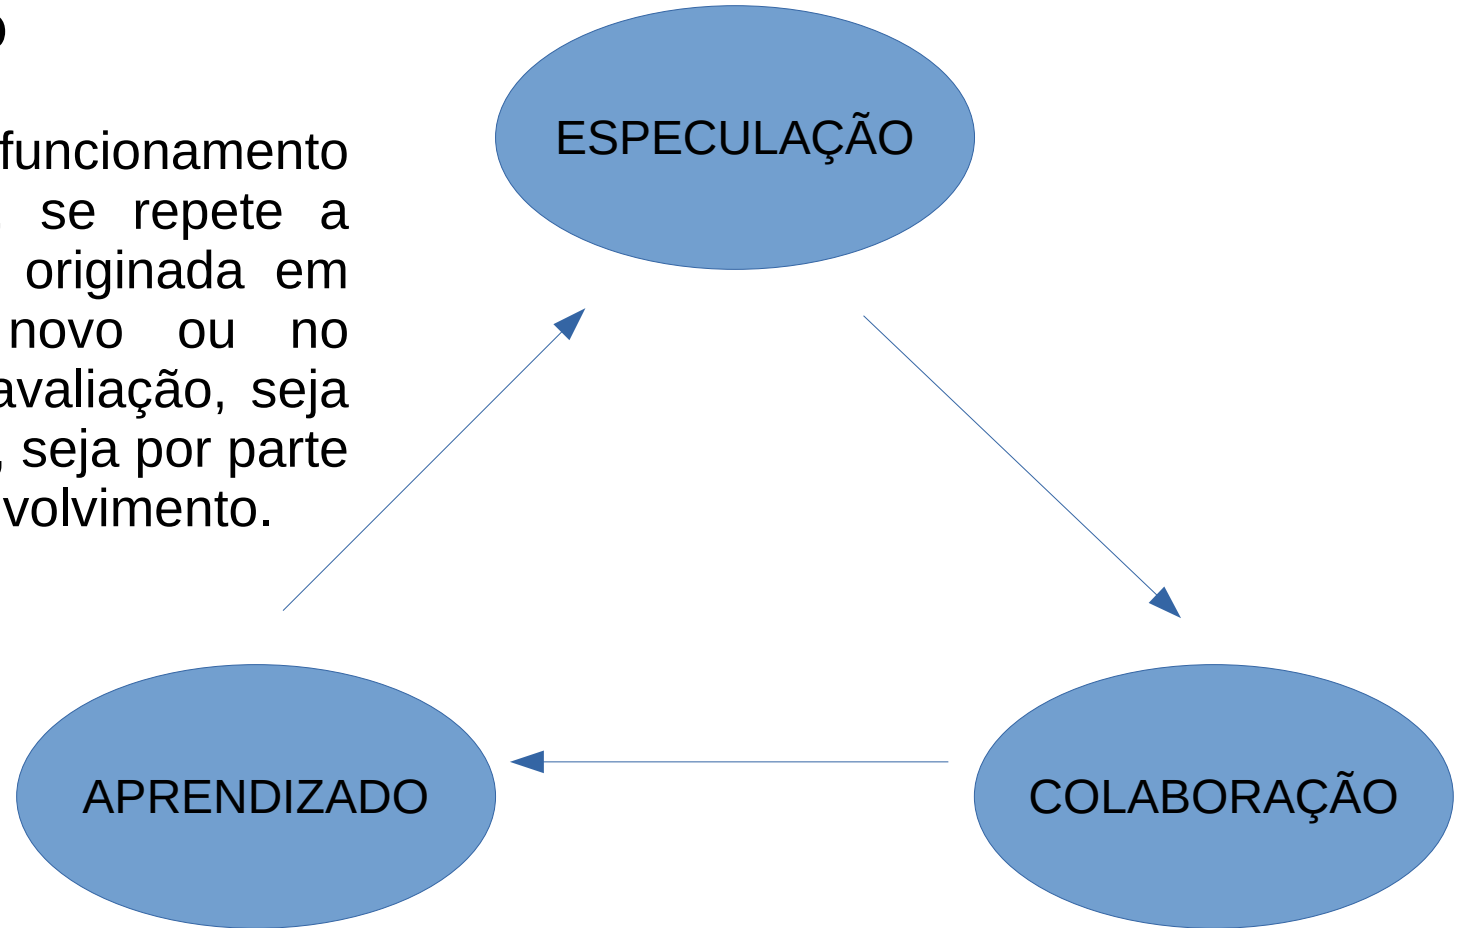 funcionamento
se repete a
originada em
novo ou no
avaliação, seja
, seja por parte
volvimento.
ESPECULAÇÃO
APRENDIZADO
COLABORAÇÃO